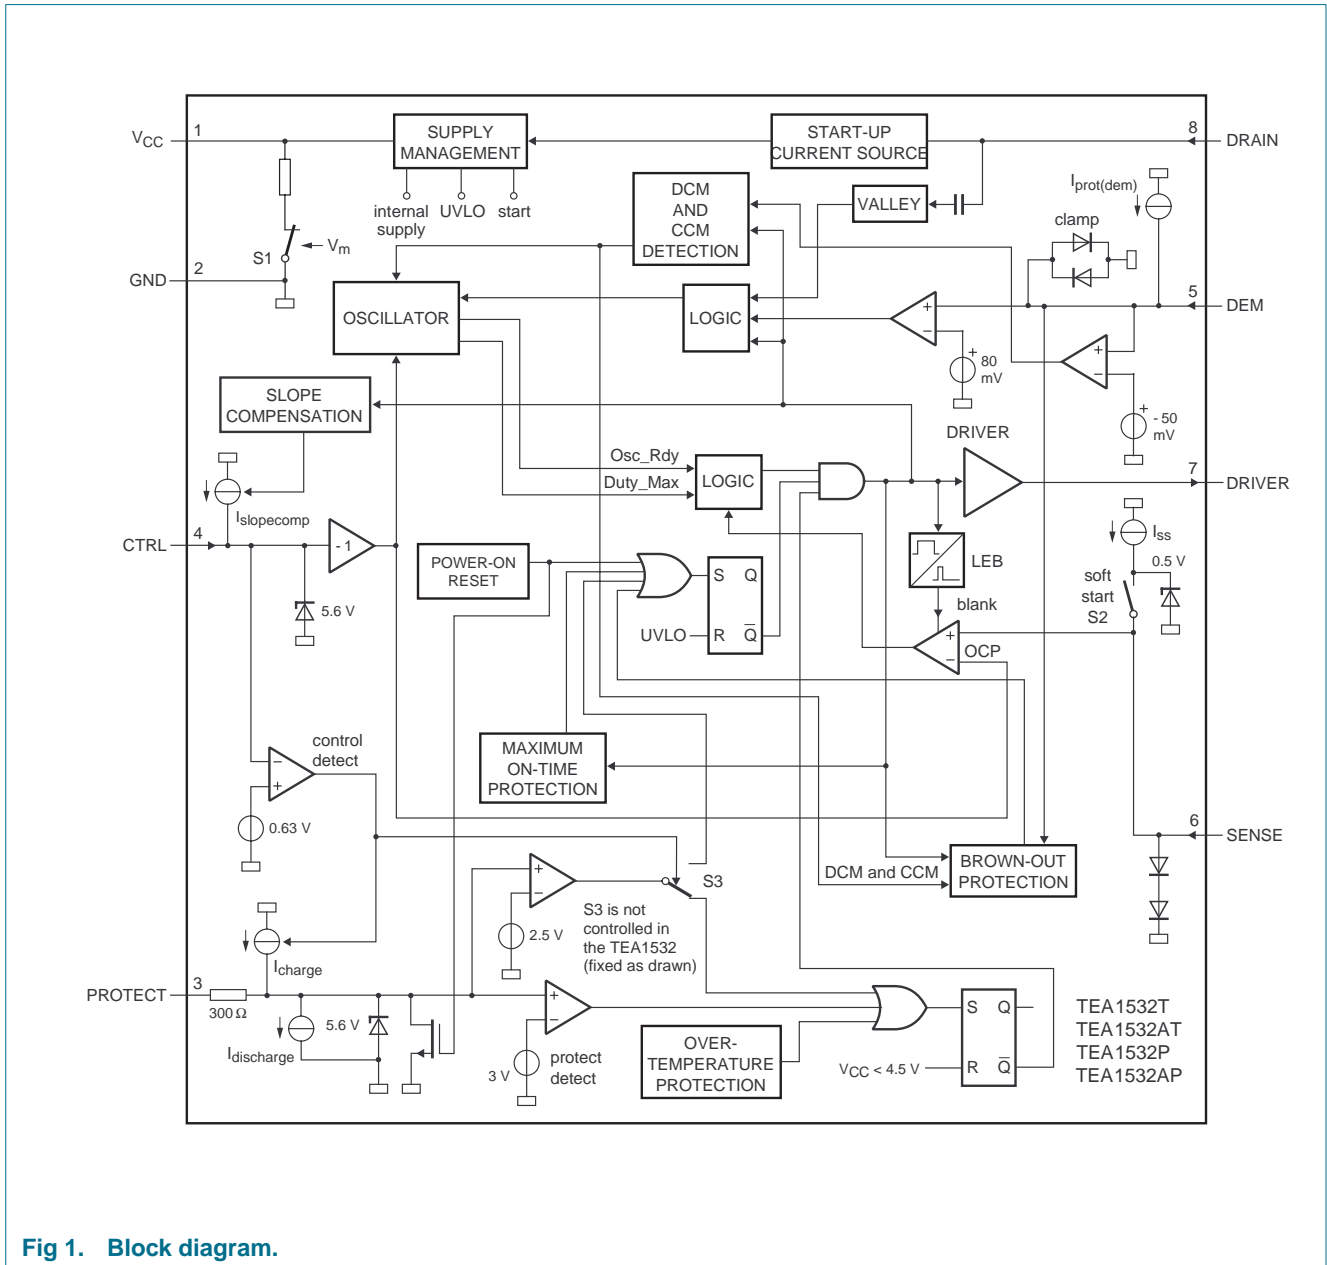 VCC
1
SUPPLY
MANAGEMENT
START-UP
CURRENT SOURCE
8
DRAIN
internal
supply
UVLO
start
DCM
AND
CCM
DETECTION
VALLEY
Iprot(dem)
clamp
S1
Vm
GND
2
OSCILLATOR
LOGIC
+
−
80
mV
+
5
DEM
+
−
+
- 50
mV
SLOPE
COMPENSATION
DRIVER
Osc_Rdy
Duty_Max
LOGIC
7
DRIVER
Islopecomp
4
CTRL
- 1
5.6 V
POWER-ON
RESET
S
Q
R
Q
UVLO
LEB
blank
+
−
OCP
Iss
0.5 V
soft
start
S2
control
detect
−
+
0.63 V
MAXIMUM
ON-TIME
PROTECTION
6
SENSE
BROWN-OUT
PROTECTION
DCM and CCM
+
−
2.5 V
S3
S3 is not
controlled in
the TEA1532
(fixed as drawn)
Icharge
PROTECT
3
300 Ω
Idischarge
5.6 V
+
−
3 V
protect
detect
OVER-
TEMPERATURE
PROTECTION
VCC < 4.5 V
S
Q
R
Q
TEA1532T
TEA1532AT
TEA1532P
TEA1532AP
Fig 1. Block diagram.